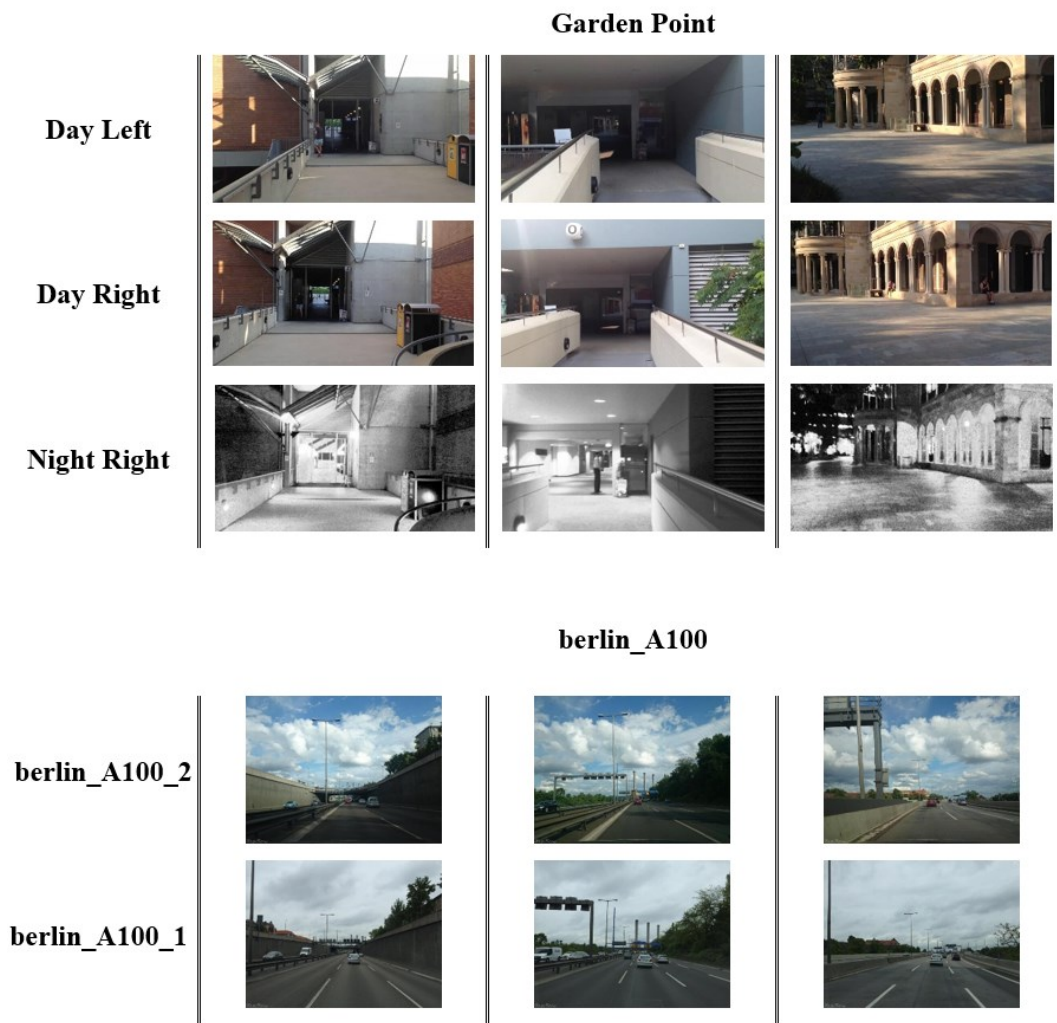 Garden Point
Day Left
Day Right
Night Right
berlin_A100
berlin_A100_2
berlin_A100_1